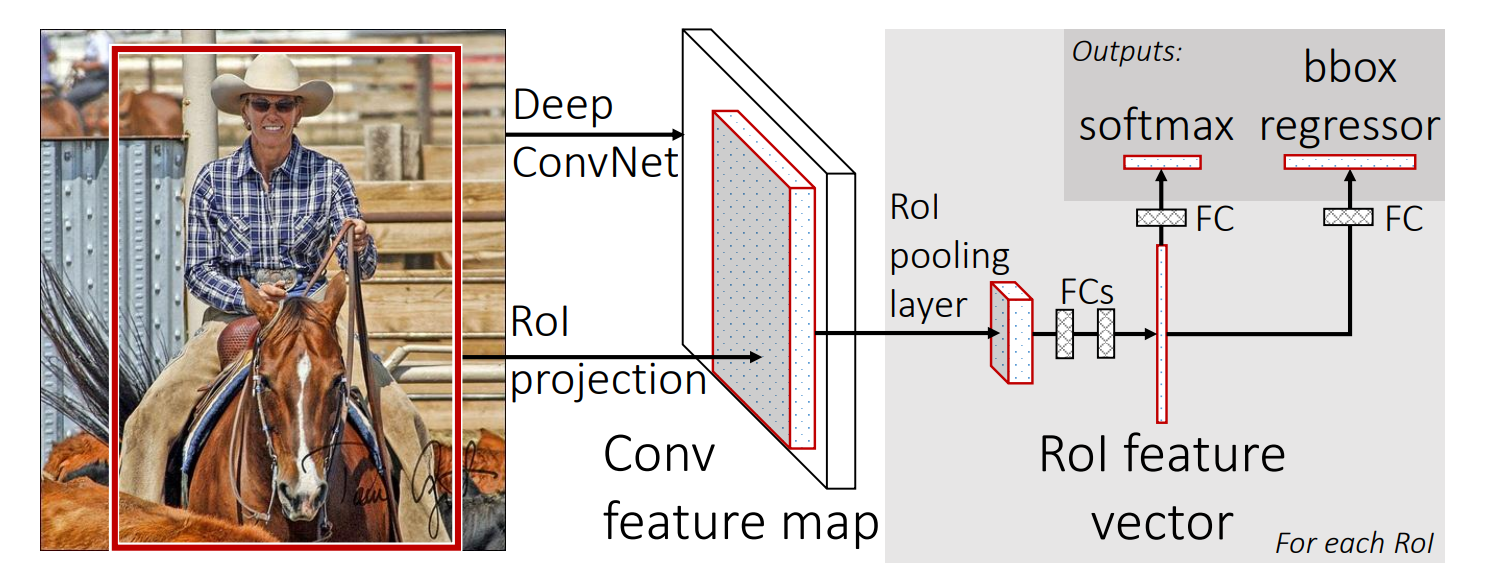 Deep
ConvNet
RoI
projection
Conv
feature map
RoI
pooling
layer
FCs
Outputs:
softmax
bbox
regressor
FC
FC
RoI feature
vector
For each RoI